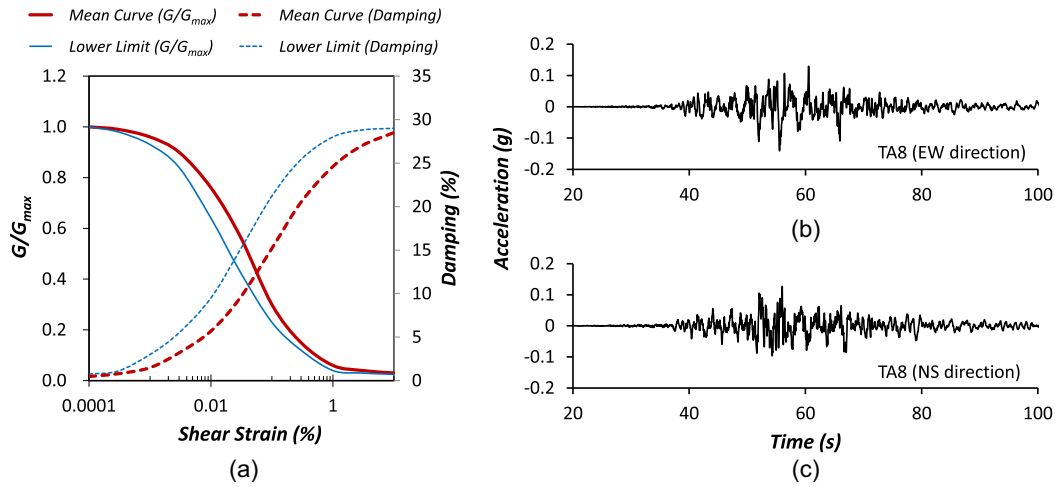 Mean Curve (G/Gmax) Mean Curve (Damping)
Lower Limit (G/Gmax) Lower Limit (Damping)
1.2
1.0
0.8
0.6
0.4
0.2
0.0
G/Gmax
35
30
25
20
15
10
5
0
Damping (%)
0.0001 0.01 1
Shear Strain (%)
(a)
Acceleration (g)
0.2
0.1
0
-0.1
-0.2
TA8 (EW direction)
20 40 60 80 100
(b)
0.2
0.1
0
-0.1
-0.2
TA8 (NS direction)
20 40 60 80 100
Time (s)
(c)